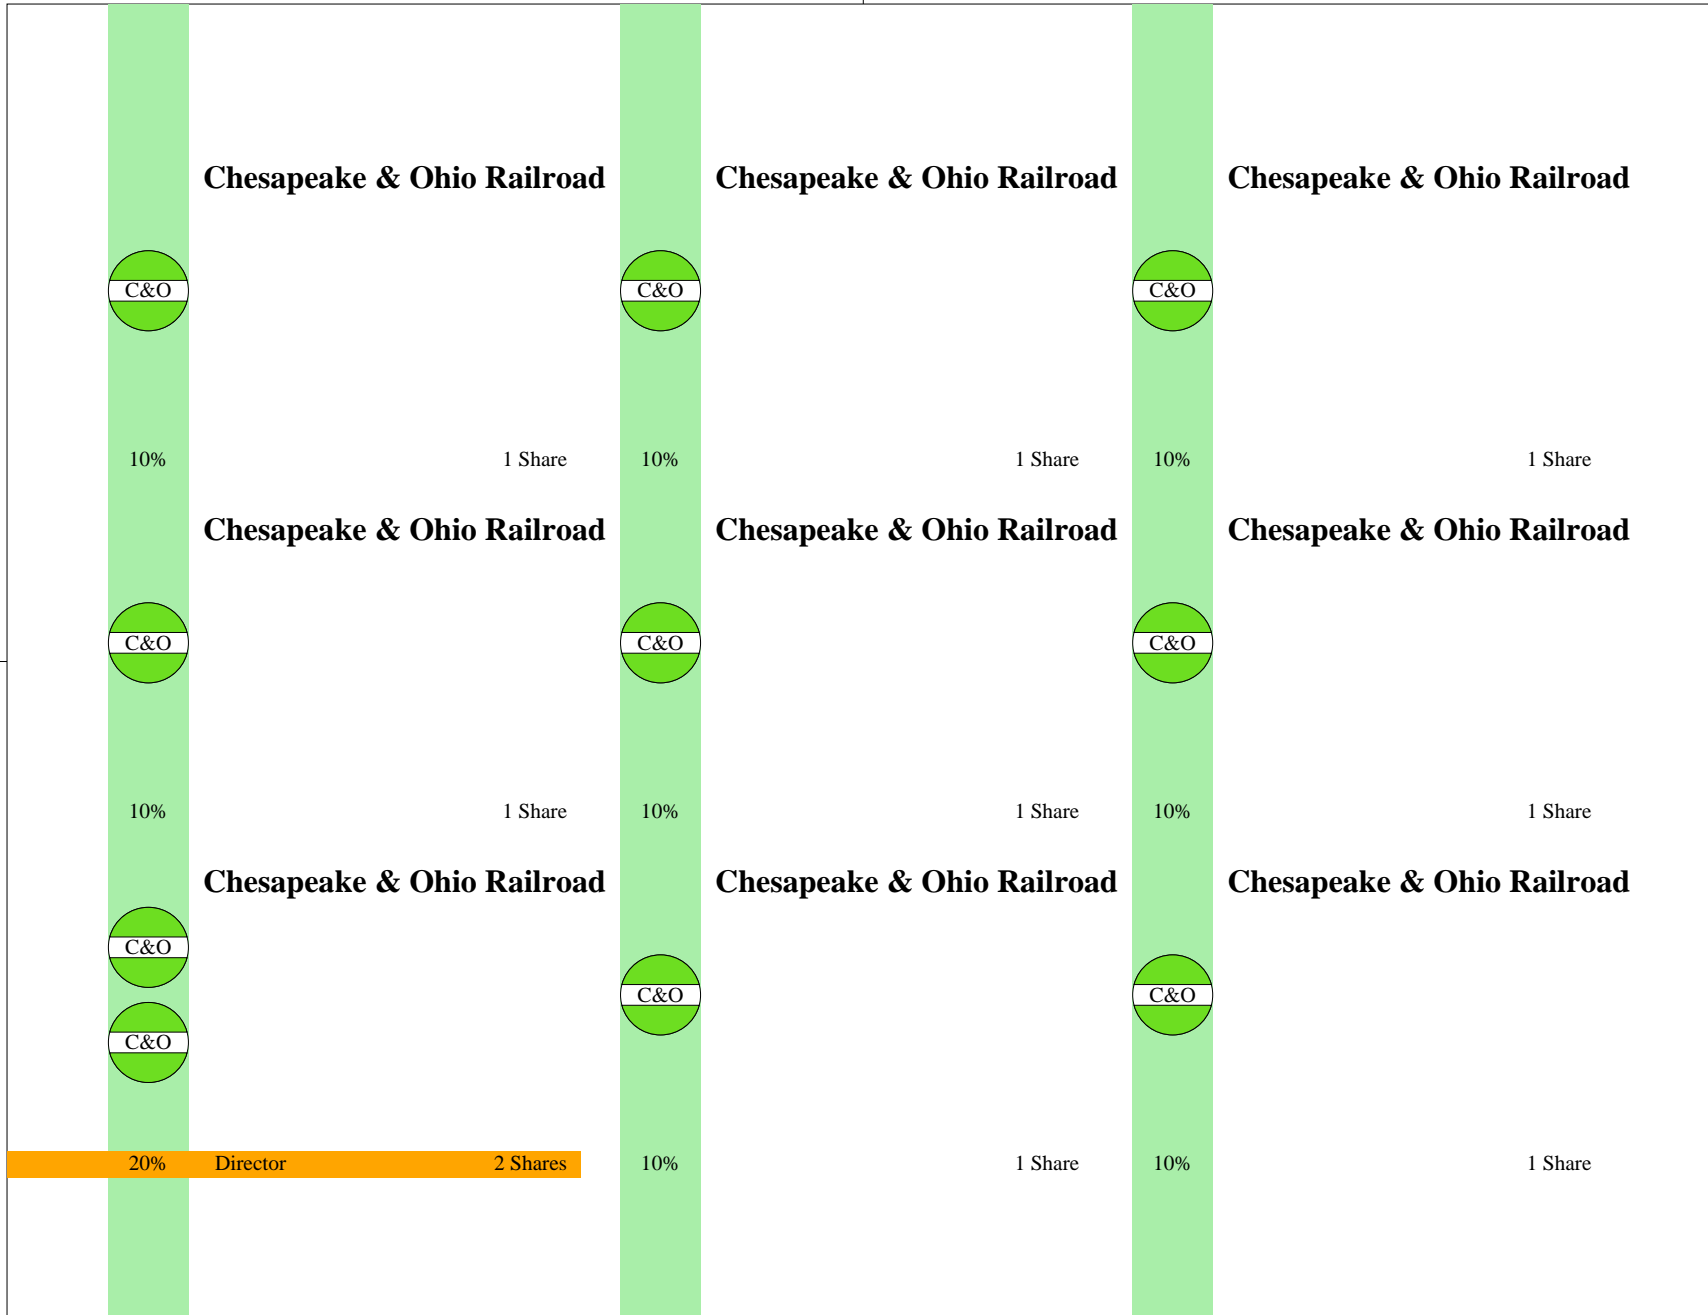 Chesapeake & Ohio Railroad Chesapeake & Ohio Railroad Chesapeake & Ohio Railroad
C&O C&O C&O
10% 1 Share 10% 1 Share 10% 1 Share
Chesapeake & Ohio Railroad Chesapeake & Ohio Railroad Chesapeake & Ohio Railroad
C&O C&O C&O
10% 1 Share 10% 1 Share 10% 1 Share
Chesapeake & Ohio Railroad Chesapeake & Ohio Railroad Chesapeake & Ohio Railroad
C&O
C&O C&O
C&O
20% Director 2 Shares 10% 1 Share 10% 1 Share